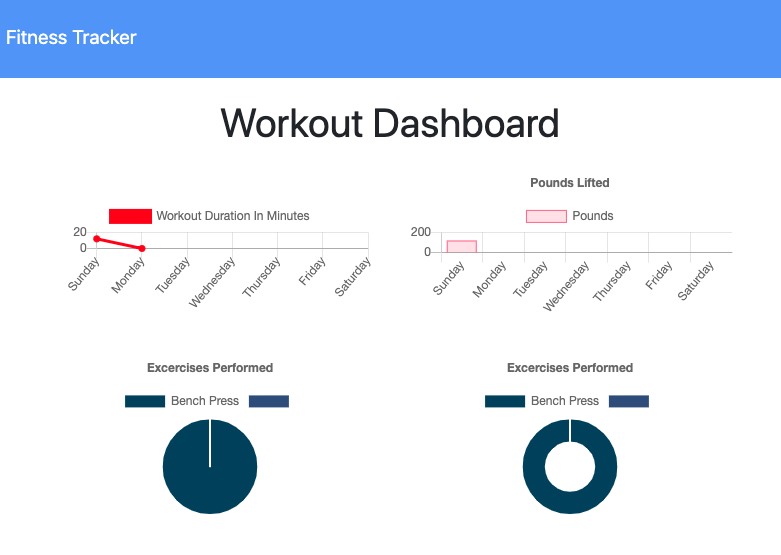 Fitness Tracker
Workout Dashboard
Workout Duration In Minutes
20
0
Sunday Monday Tuesday Wednesday Thursday Friday Saturday
Pounds Lifted
Pounds
200
0
Sunday Monday Tuesday Wednesday Thursday Friday Saturday
Excercises Performed
Bench Press
Excercises Performed
Bench Press